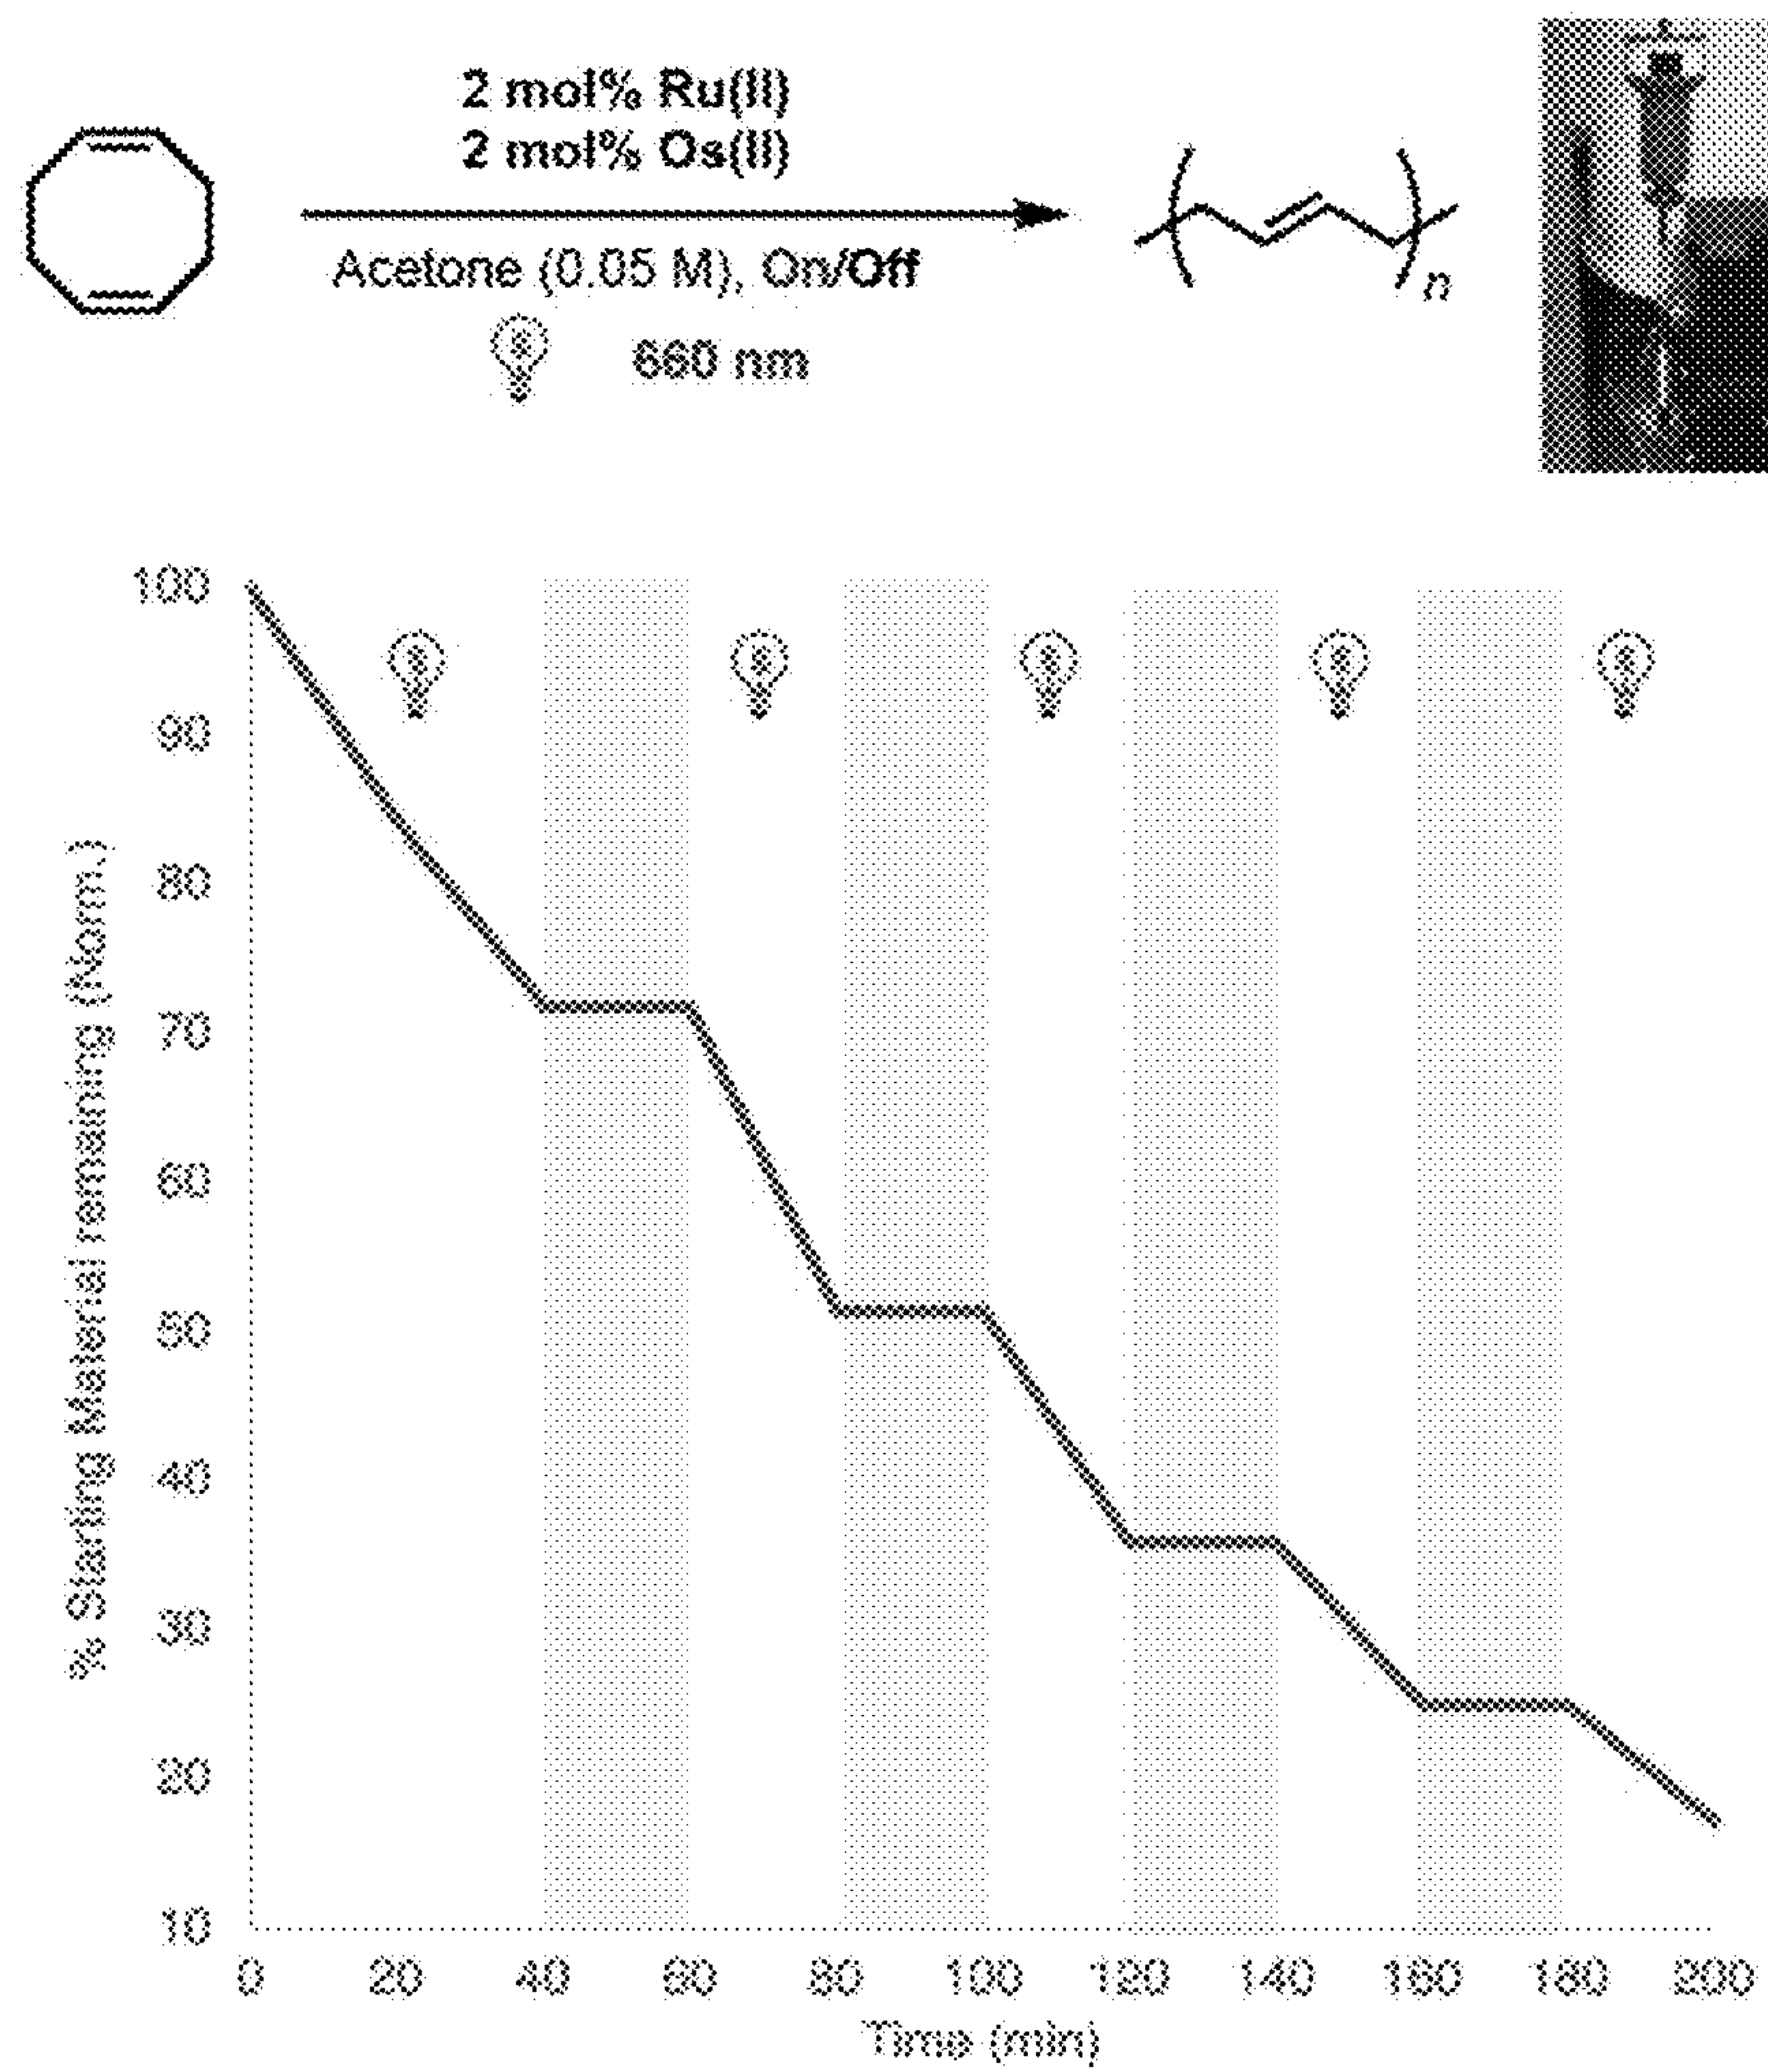 2 mol% Ru(II)
2 mol% Os(II)
Acetone (0.05 M), On/Off
660 nm
n
% Starting Material remaining (Norm.)
100
90
80
70
60
50
40
30
20
10
0 20 40 60 80 100 120 140 160 180 200
Time (min)